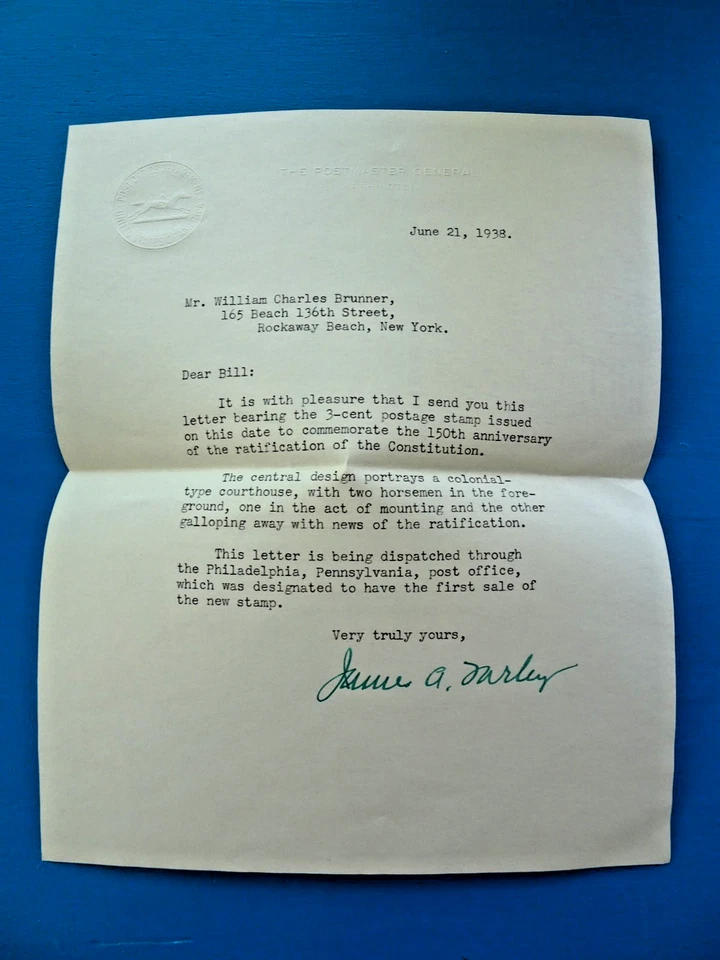 THE POSTMASTER GENERAL
June 21, 1938.
Mr. William Charles Brunner,
165 Beach 136th Street,
Rockaway Beach, New York.
Dear Bill:
It is with pleasure that I send you this
letter bearing the 3-cent postage stamp issued
on this date to commemorate the 150th anniversary
of the ratification of the Constitution.
The central design portrays a colonial-
type courthouse, with two horsemen in the fore-
ground, one in the act of mounting and the other
galloping away with news of the ratification.
This letter is being dispatched through
the Philadelphia, Pennsylvania, post office,
which was designated to have the first sale of
the new stamp.
Very truly yours,
James A. Farley